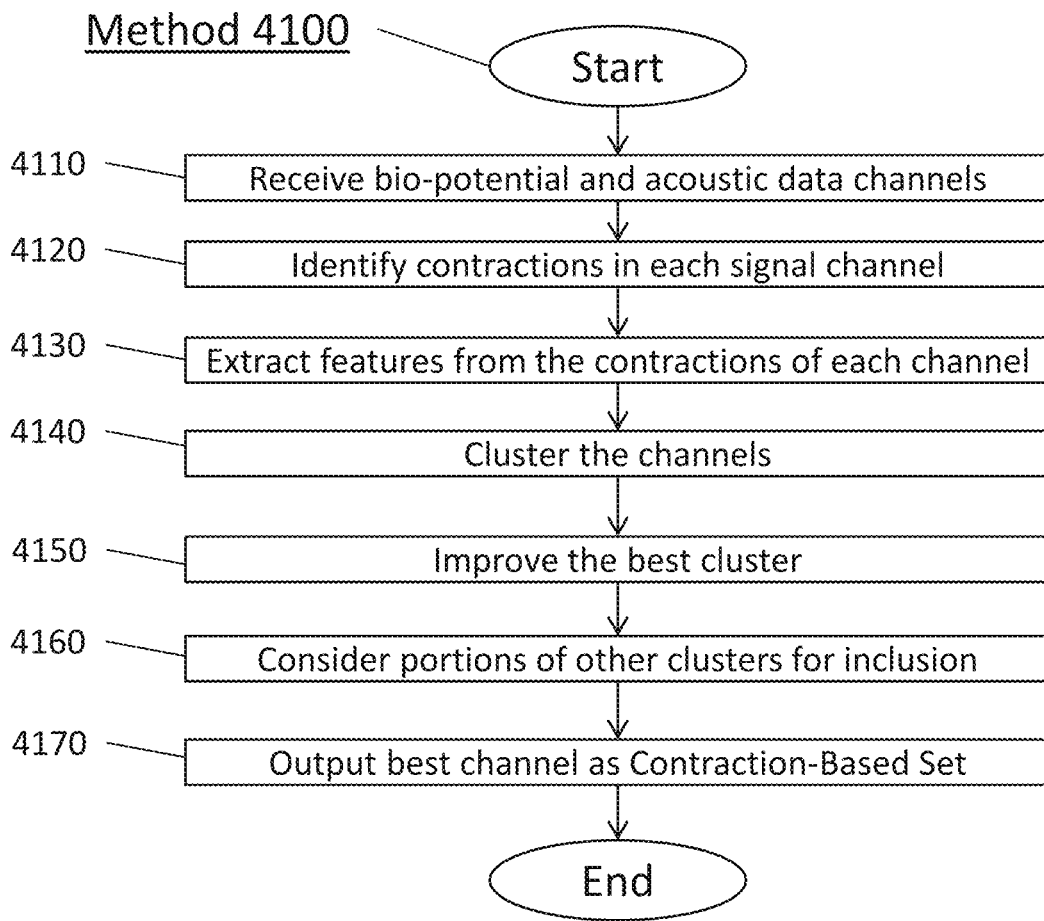 Method 4100
Start
4110
Receive bio-potential and acoustic data channels
4120
Identify contractions in each signal channel
4130
Extract features from the contractions of each channel
4140
Cluster the channels
4150
Improve the best cluster
4160
Consider portions of other clusters for inclusion
4170
Output best channel as Contraction-Based Set
End